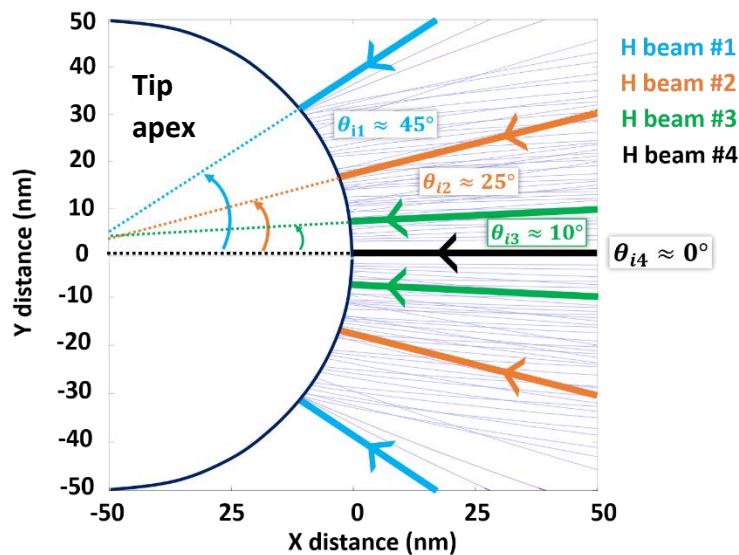 50
40
30
20
10
0
-10
-20
-30
-40
-50
Y distance (nm)
Tip
apex
θi1 ≈ 45°
θi2 ≈ 25°
θi3 ≈ 10°
θi4 ≈ 0°
H beam #1
H beam #2
H beam #3
H beam #4
-50 25 0 25 50
X distance (nm)